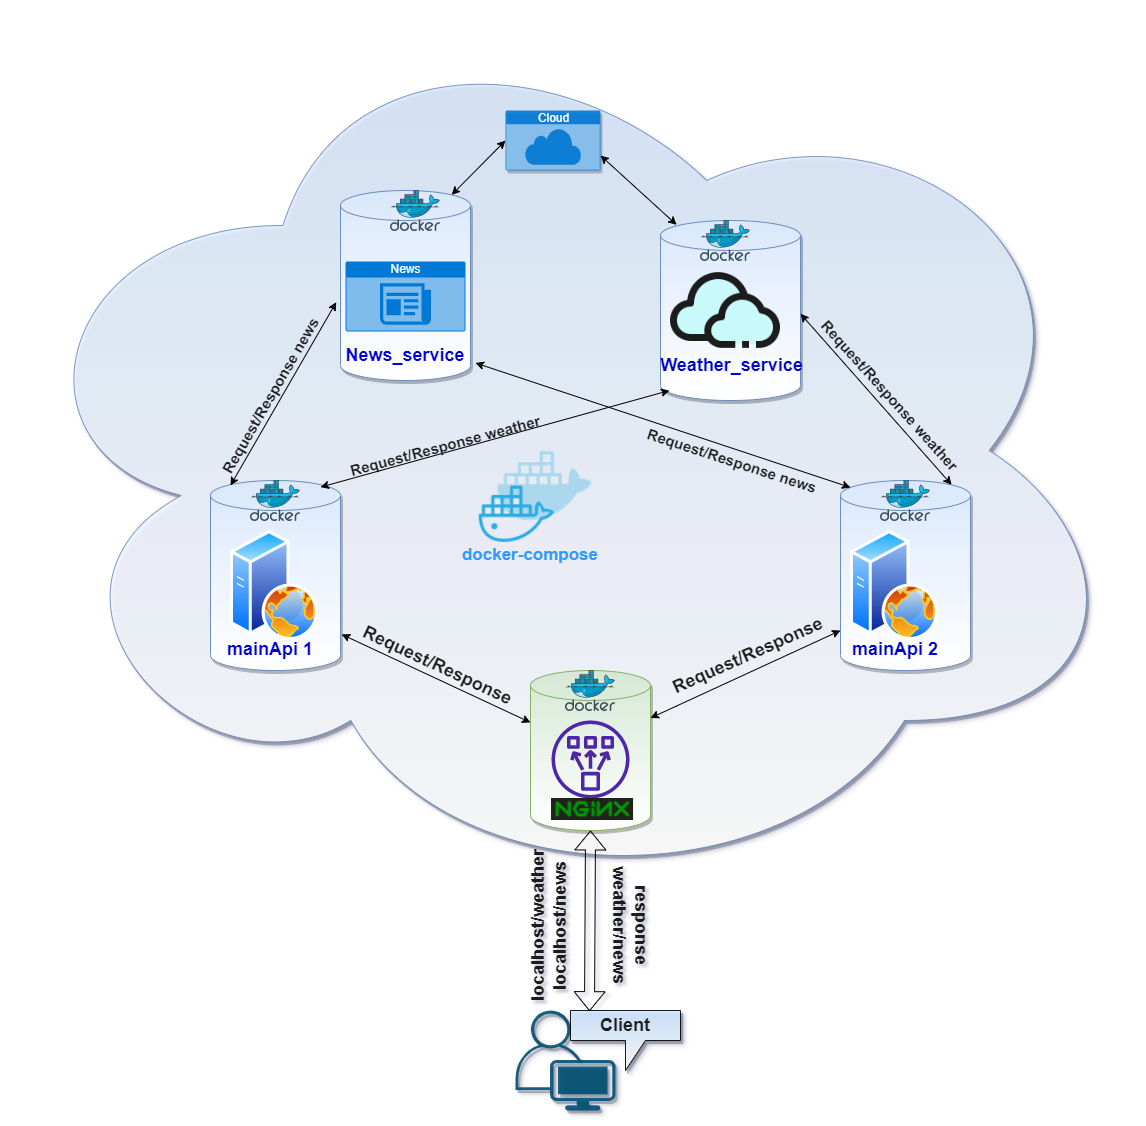 Cloud
docker
docker
News
News_service
Weather_service
Request/Response news
Request/Response weather
Request/Response weather
Request/Response news
docker
docker
docker-compose
mainApi 1
mainApi 2
Request/Response
Request/Response
docker
NGiNX
localhost/weather
localhost/news
response
weather/news
Client